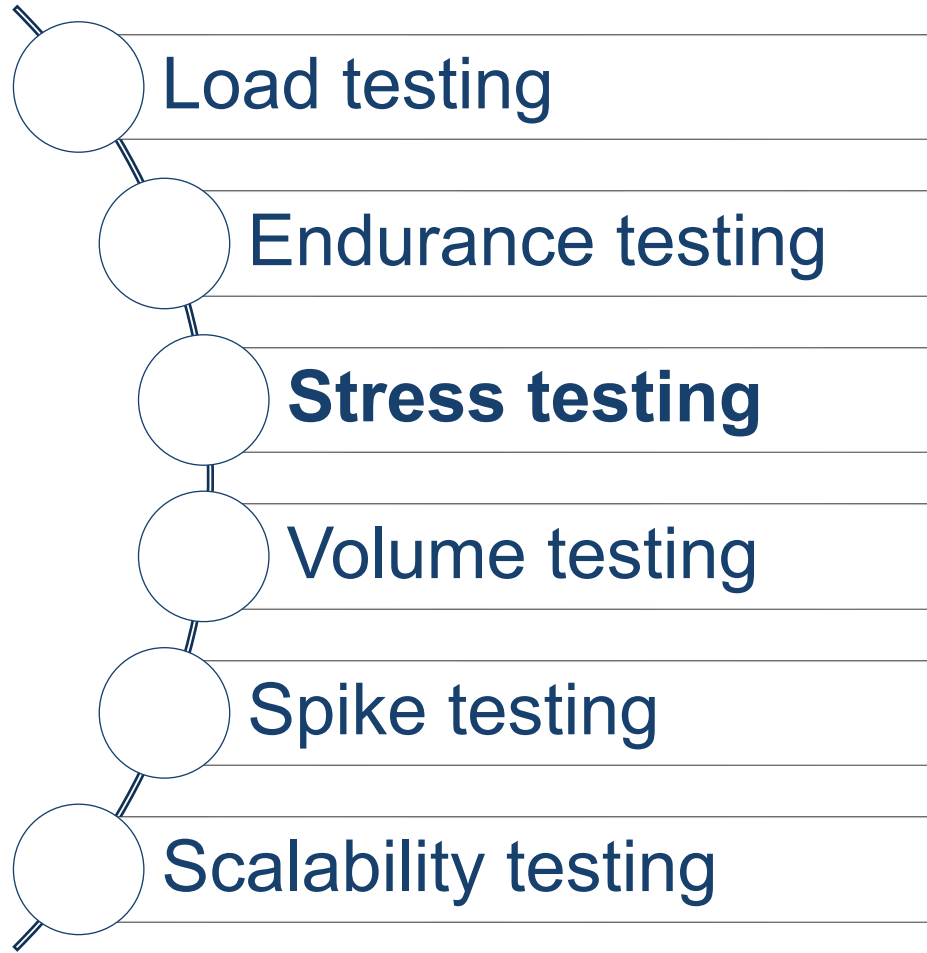 Load testing
Endurance testing
Stress testing
Volume testing
Spike testing
Scalability testing